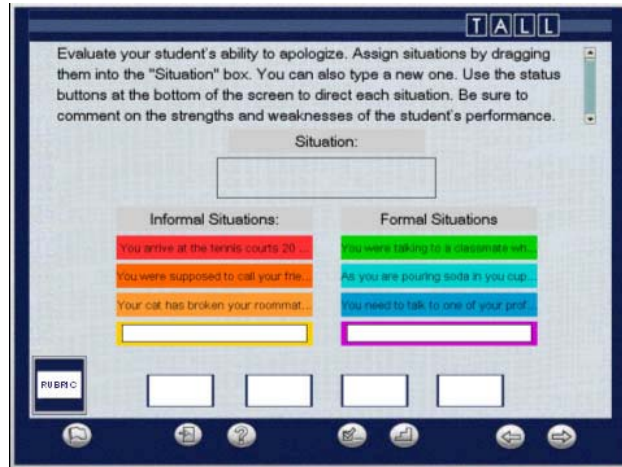 TALL
Evaluate your student's ability to apologize. Assign situations by dragging
them into the "Situation" box. You can also type a new one. Use the status
buttons at the bottom of the screen to direct each situation. Be sure to
comment on the strengths and weaknesses of the student's performance.
Situation:
Informal Situations:
Formal Situations
You arrive at the tennis courts 20 ...
You were talking to a classmate wh...
You were supposed to call your frie...
As you are pouring soda in you cup...
Your cat has broken your roommat...
You need to talk to one of your prof...
RUBRIC